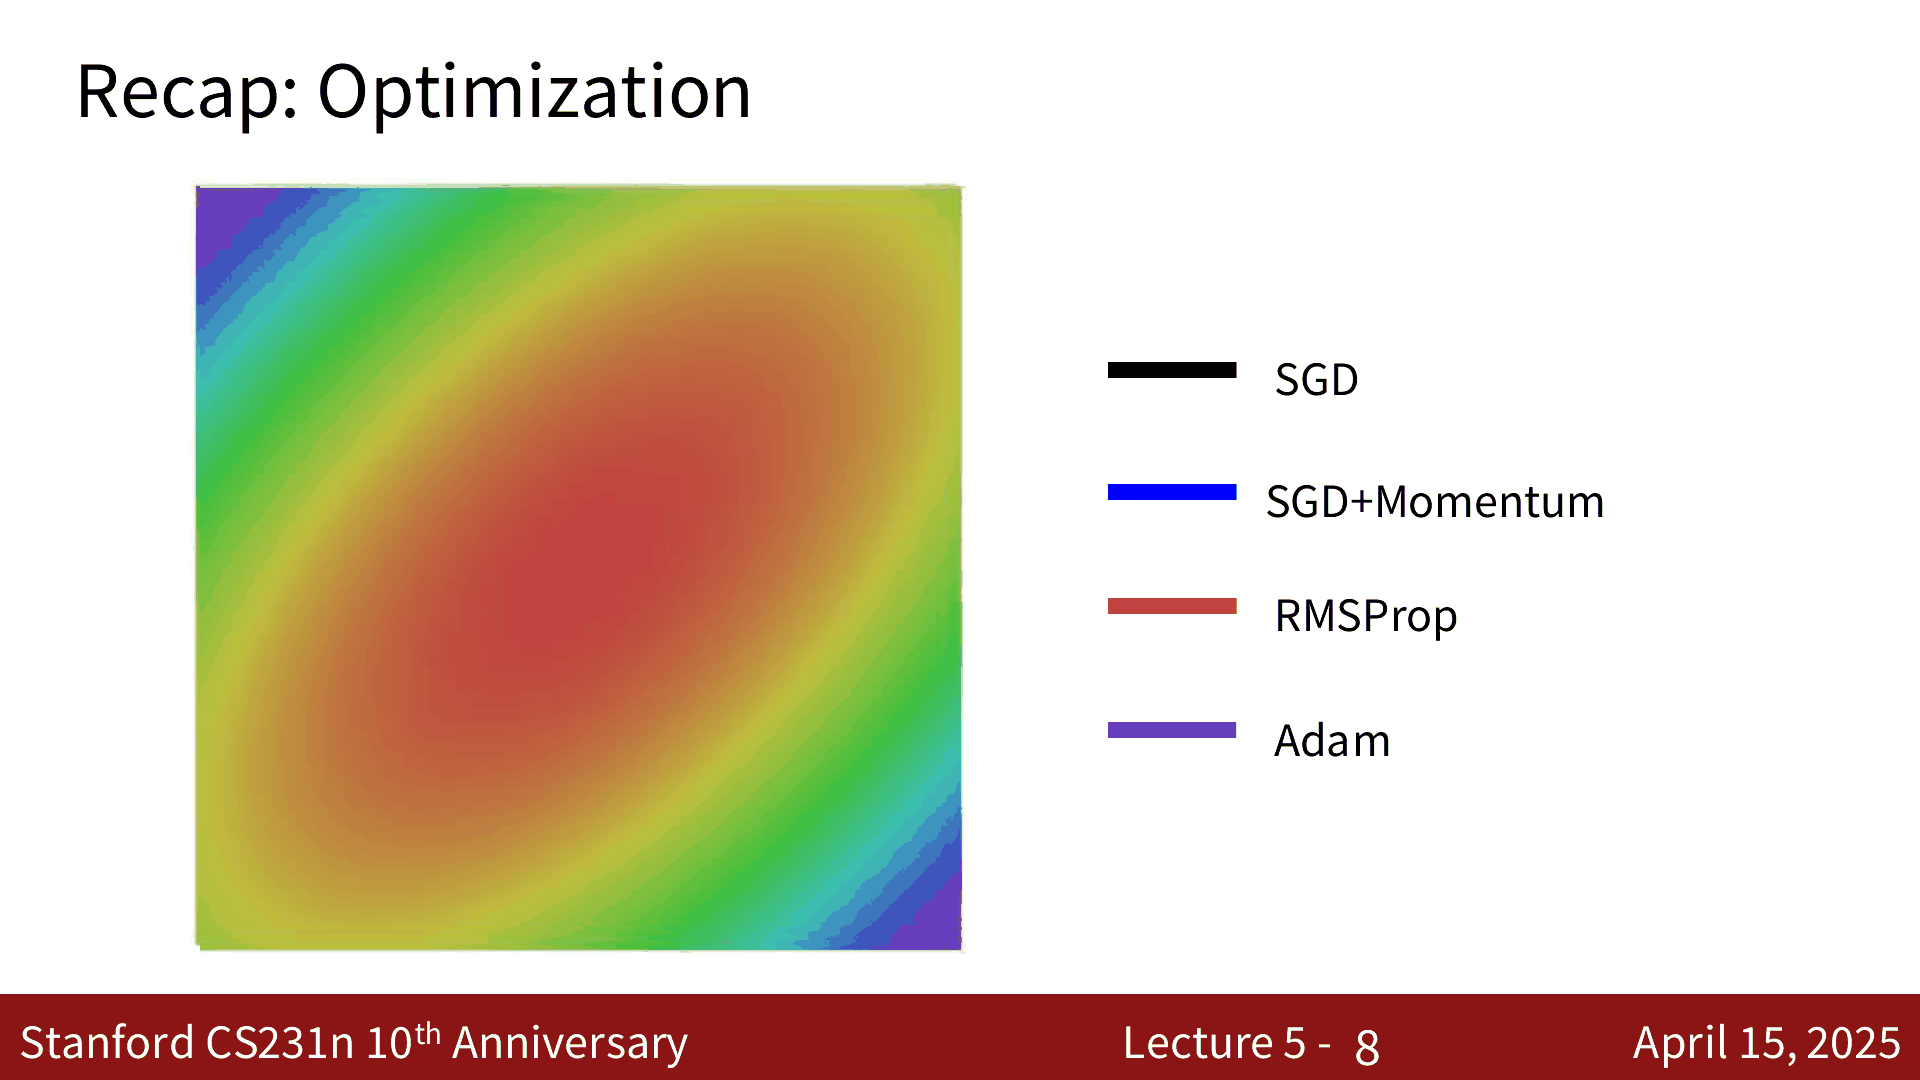 Recap: Optimization
SGD
SGD+Momentum
RMSProp
Adam
Stanford CS231n 10th Anniversary
Lecture 5 - 8
April 15, 2025